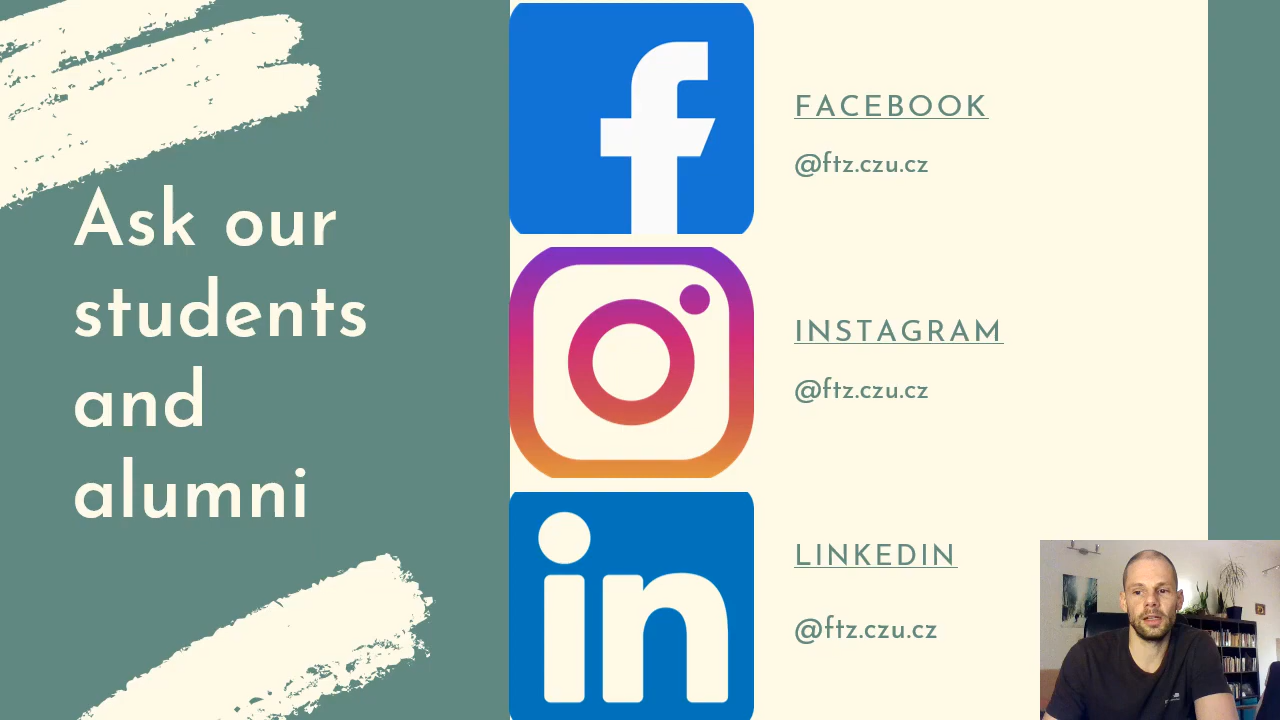 Ask our
students
and
alumni
FACEBOOK
@ftz.czu.cz
INSTAGRAM
@ftz.czu.cz
LINKEDIN
@ftz.czu.cz